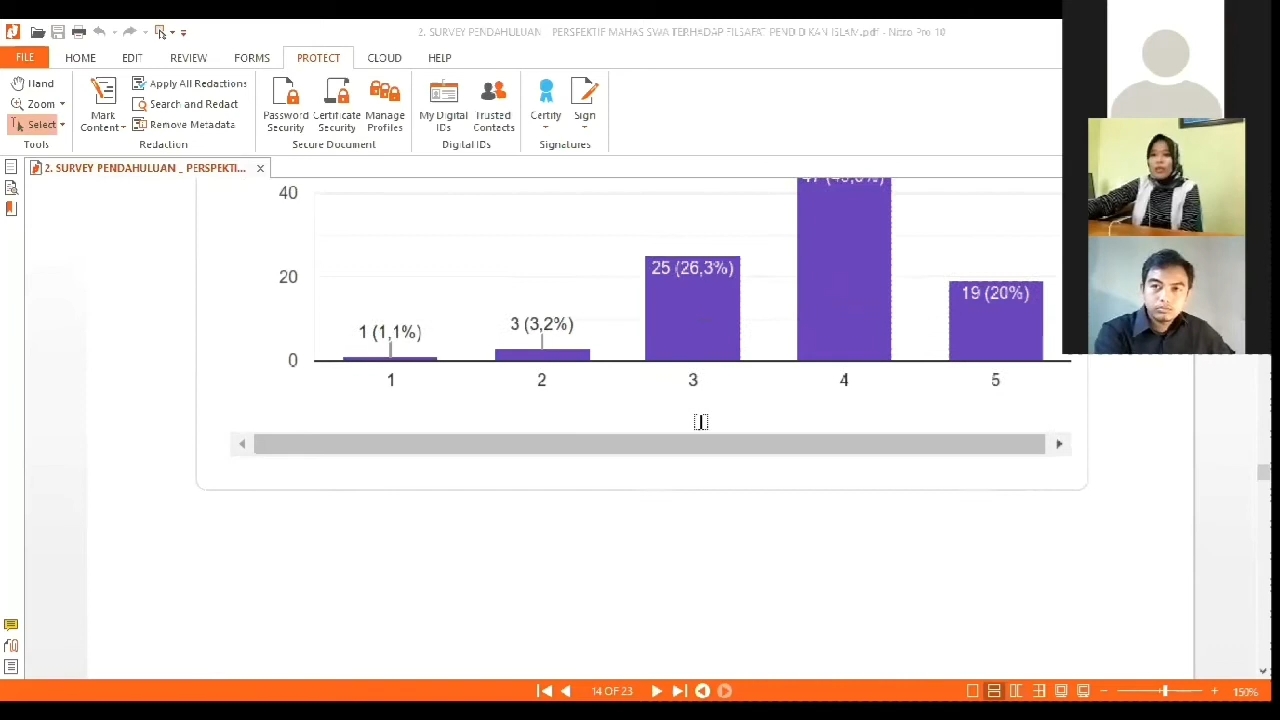 2. SURVEY PENDAHULUAN _ PERSPEKTIF MAHASISWA TERHADAP FILSAFAT PENDIDIKAN ISLAM.pdf - Nitro Pro 10
FILE HOME EDIT REVIEW FORMS PROTECT CLOUD HELP
Hand
Zoom
Select
Tools
Mark Content
Apply All Redactions
Search and Redact
Remove Metadata
Redaction
Password Security
Certificate Security
Manage Profiles
Secure Document
My Digital IDs
Trusted Contacts
Digital IDs
Certify
Sign
Signatures
2. SURVEY PENDAHULUAN _ PERSPEKTI...
40
20
0
1 (1,1%)
3 (3,2%)
25 (26,3%)
19 (20%)
1 2 3 4 5
14 OF 23
150%